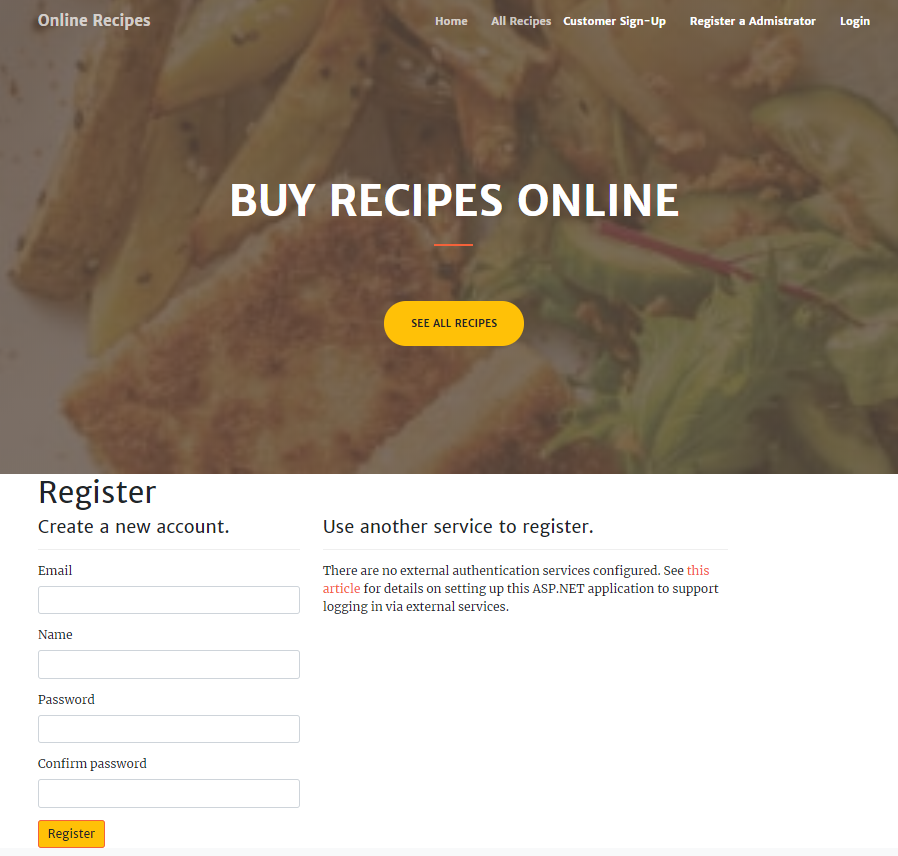 Online Recipes
Home All Recipes Customer Sign-Up Register a Admistrator Login
BUY RECIPES ONLINE
SEE ALL RECIPES
Register
Create a new account.
Email
Name
Password
Confirm password
Register
Use another service to register.
There are no external authentication services configured. See this
article for details on setting up this ASP.NET application to support
logging in via external services.